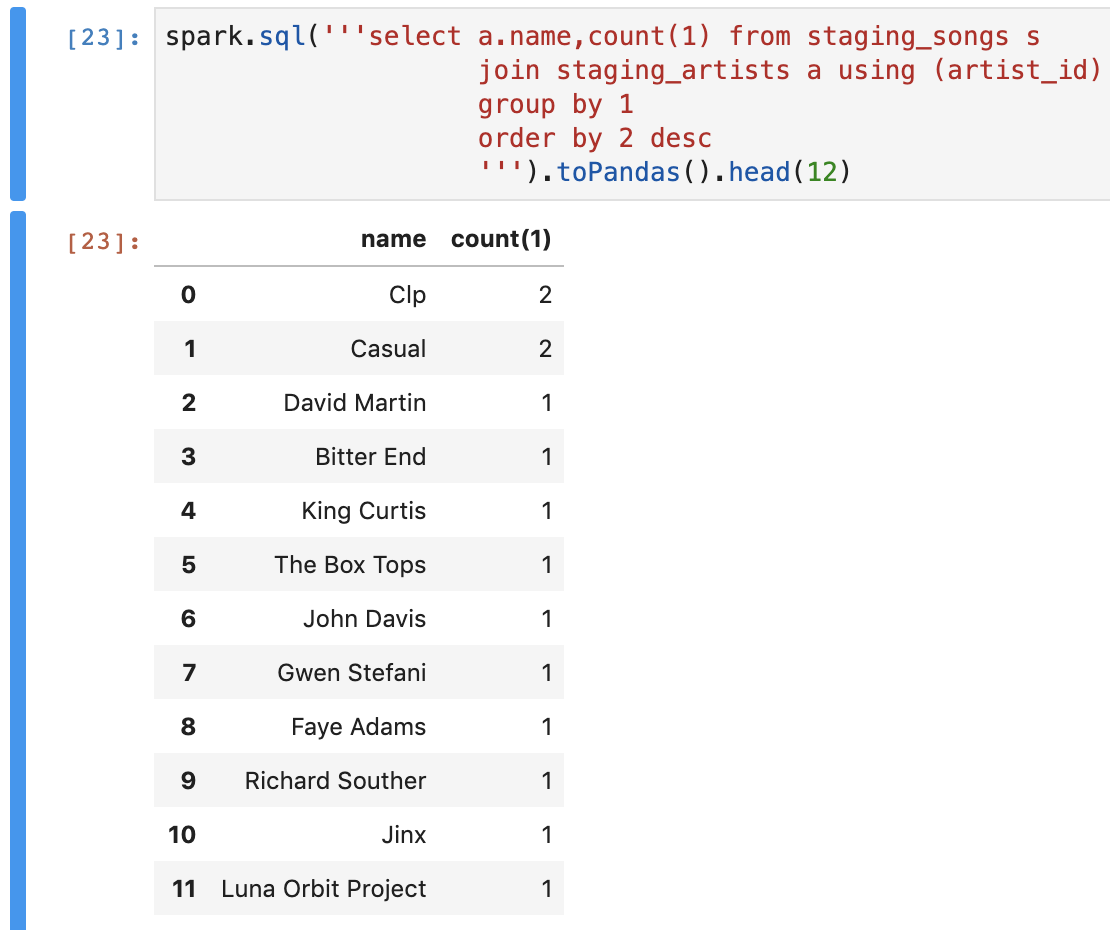 [23]: spark.sql('''select a.name,count(1) from staging_songs s
join staging_artists a using (artist_id)
group by 1
order by 2 desc
''').toPandas().head(12)
[23]: name count(1)
0 Clp 2
1 Casual 2
2 David Martin 1
3 Bitter End 1
4 King Curtis 1
5 The Box Tops 1
6 John Davis 1
7 Gwen Stefani 1
8 Faye Adams 1
9 Richard Souther 1
10 Jinx 1
11 Luna Orbit Project 1